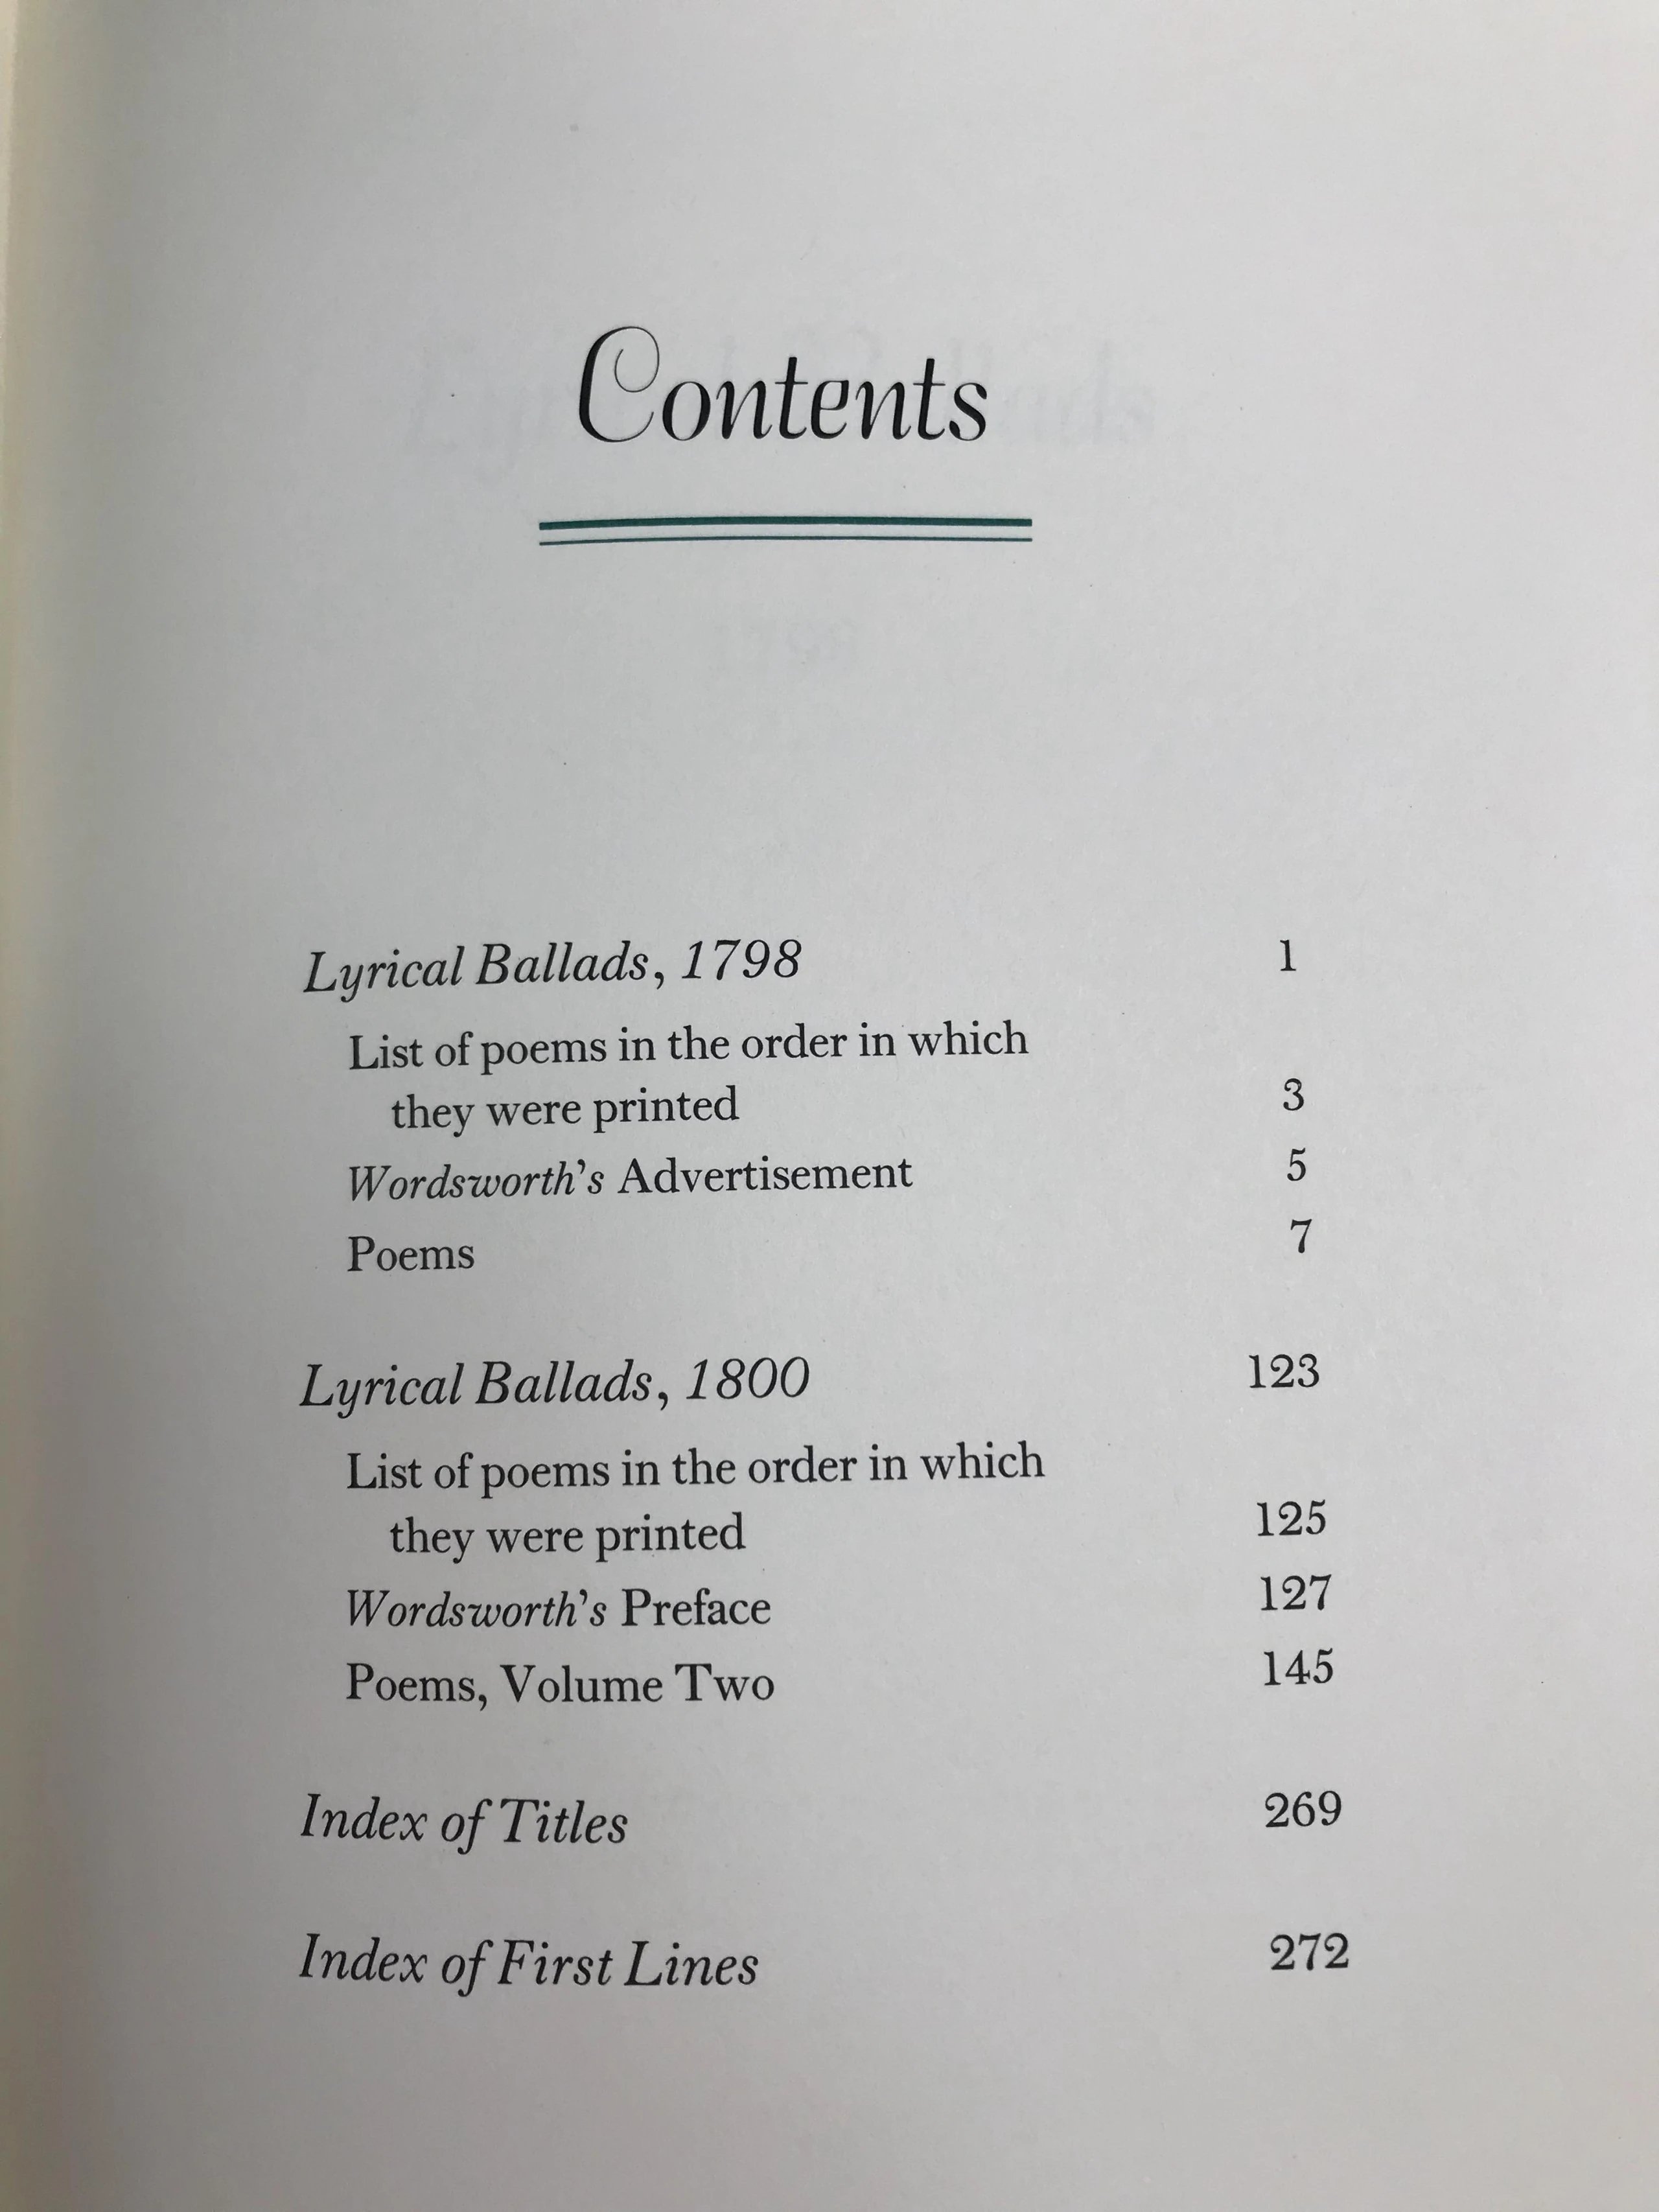 Contents
Lyrical Ballads, 1798 1
List of poems in the order in which
they were printed 3
Wordsworth's Advertisement 5
Poems 7
Lyrical Ballads, 1800 123
List of poems in the order in which
they were printed 125
Wordsworth's Preface 127
Poems, Volume Two 145
Index of Titles 269
Index of First Lines 272